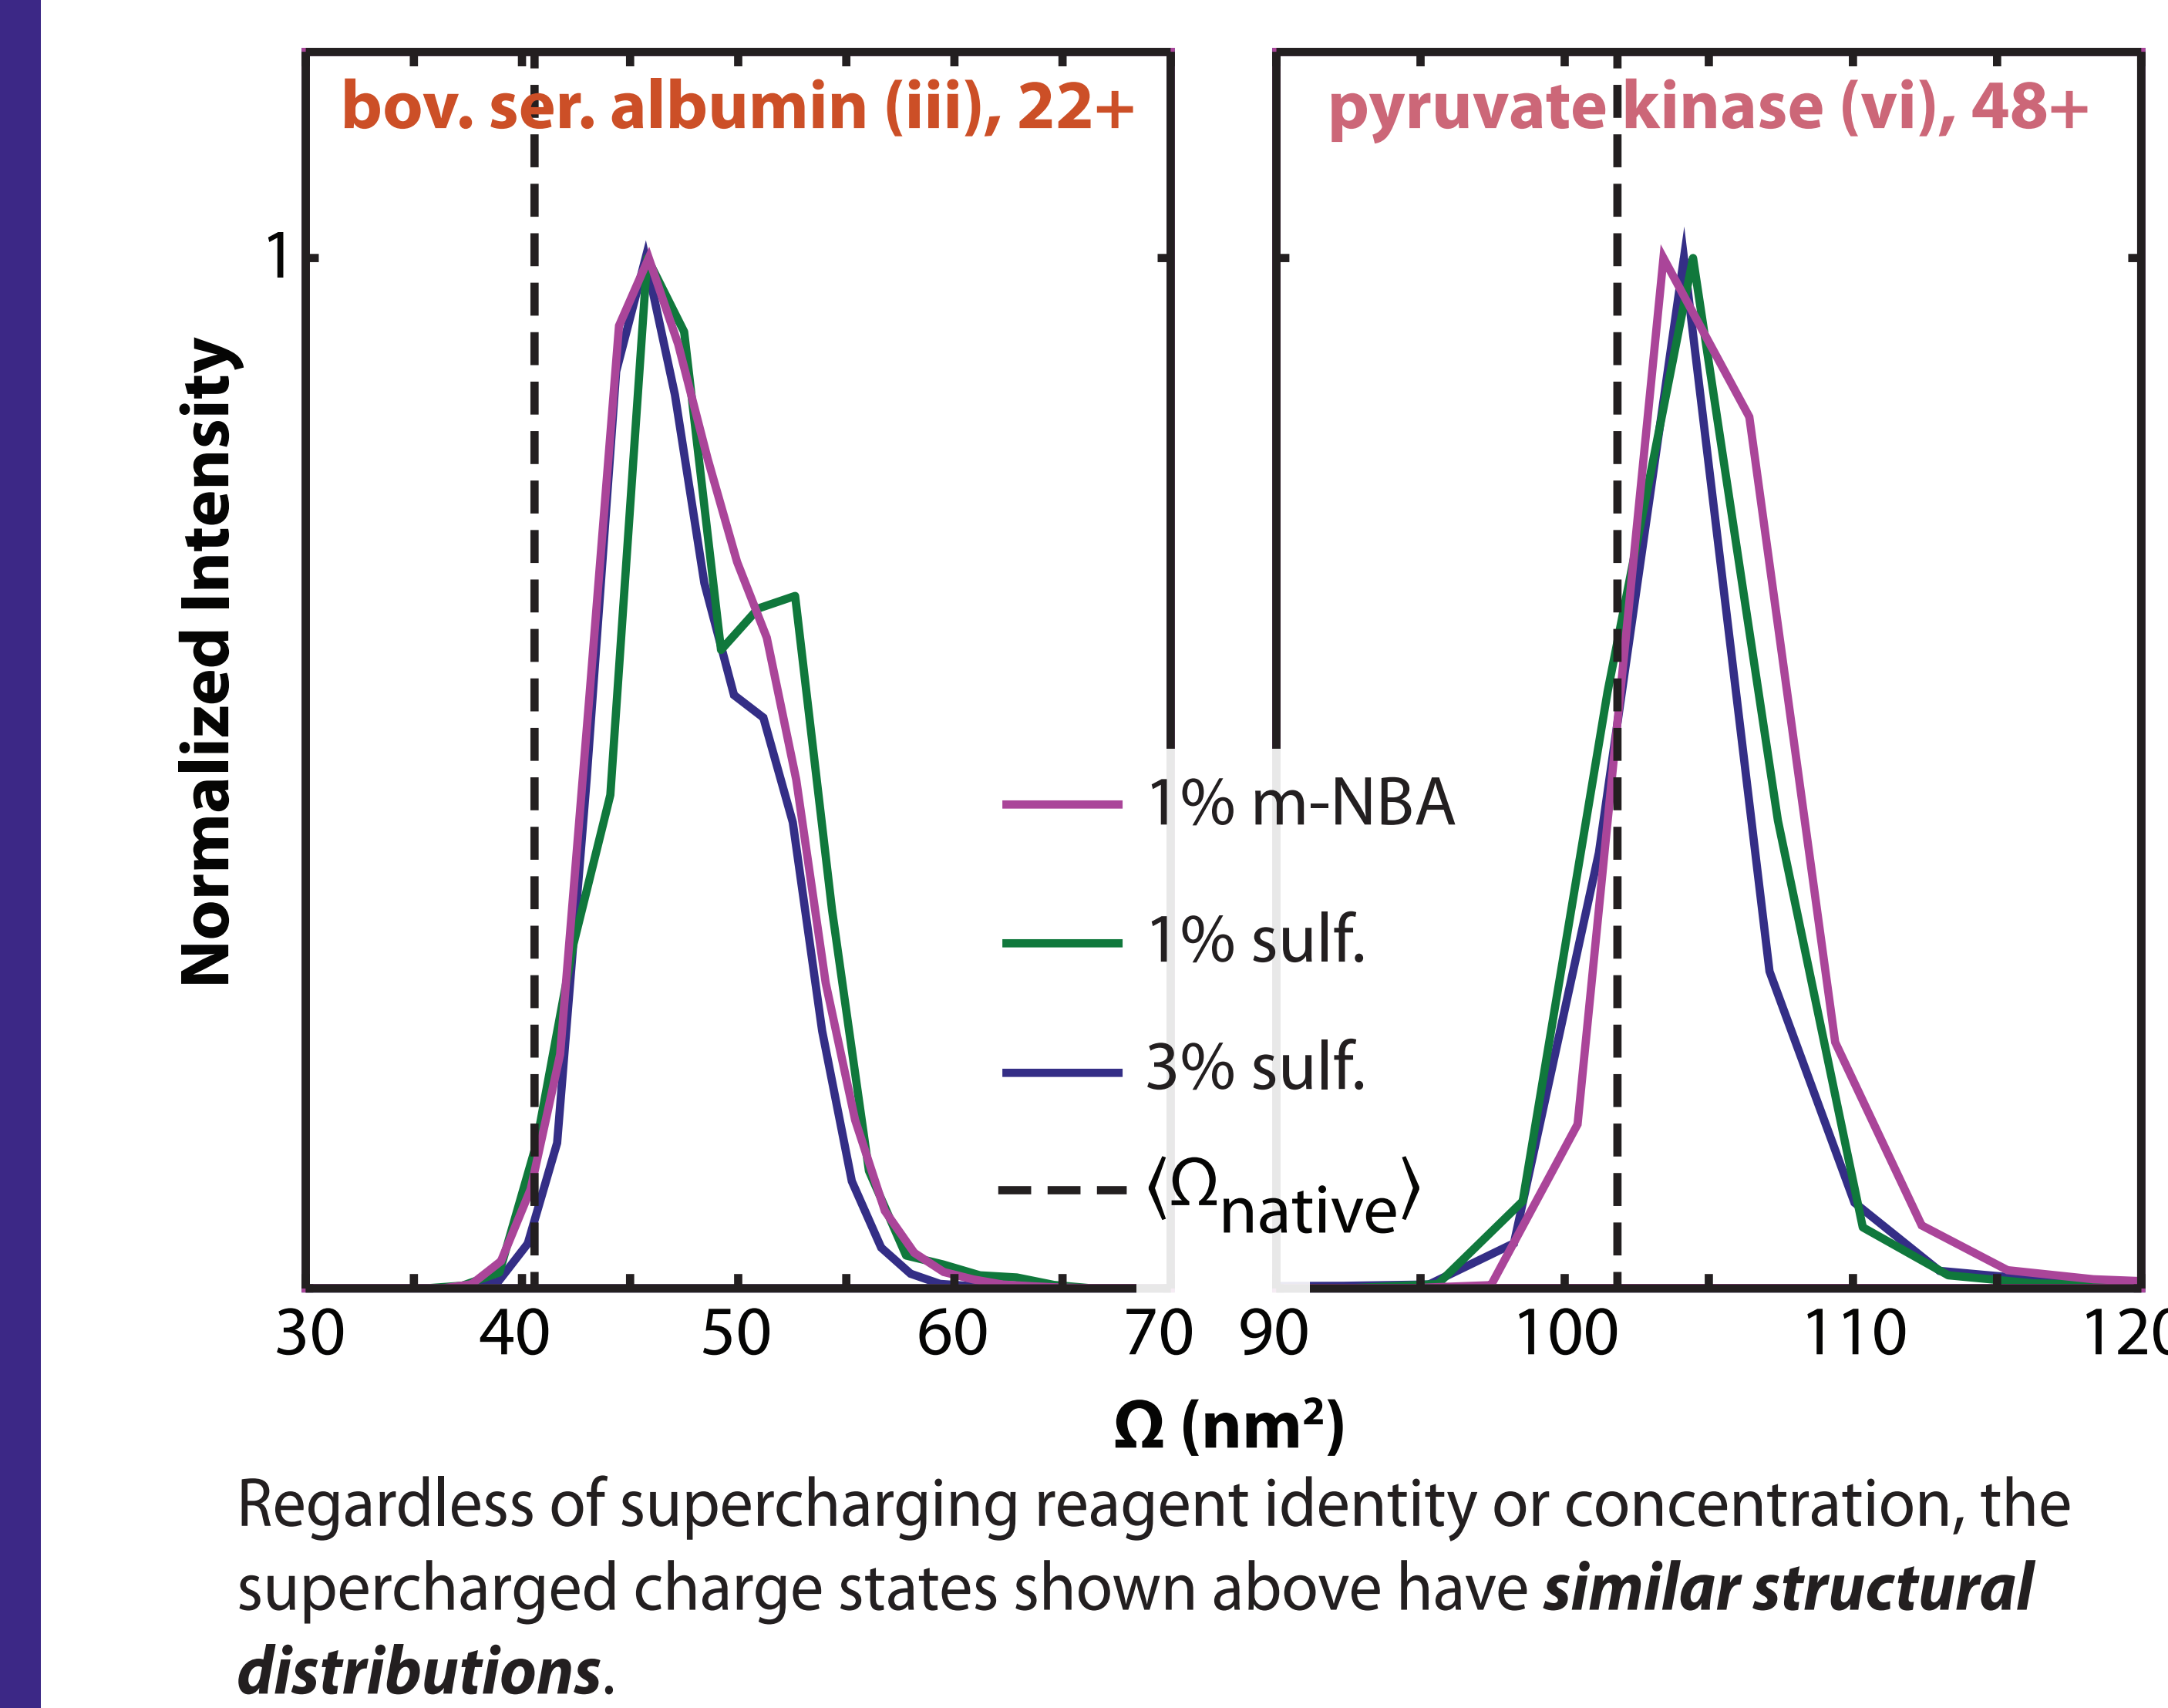 bov. ser. albumin (iii), 22+
pyruvate kinase (vi), 48+
1
Normalized Intensity
1% m-NBA
1% sulf.
3% sulf.
⟨Ωnative⟩
30 40 50 60 70 90 100 110 120
Ω (nm²)
Regardless of supercharging reagent identity or concentration, the
supercharged charge states shown above have similar structural
distributions.